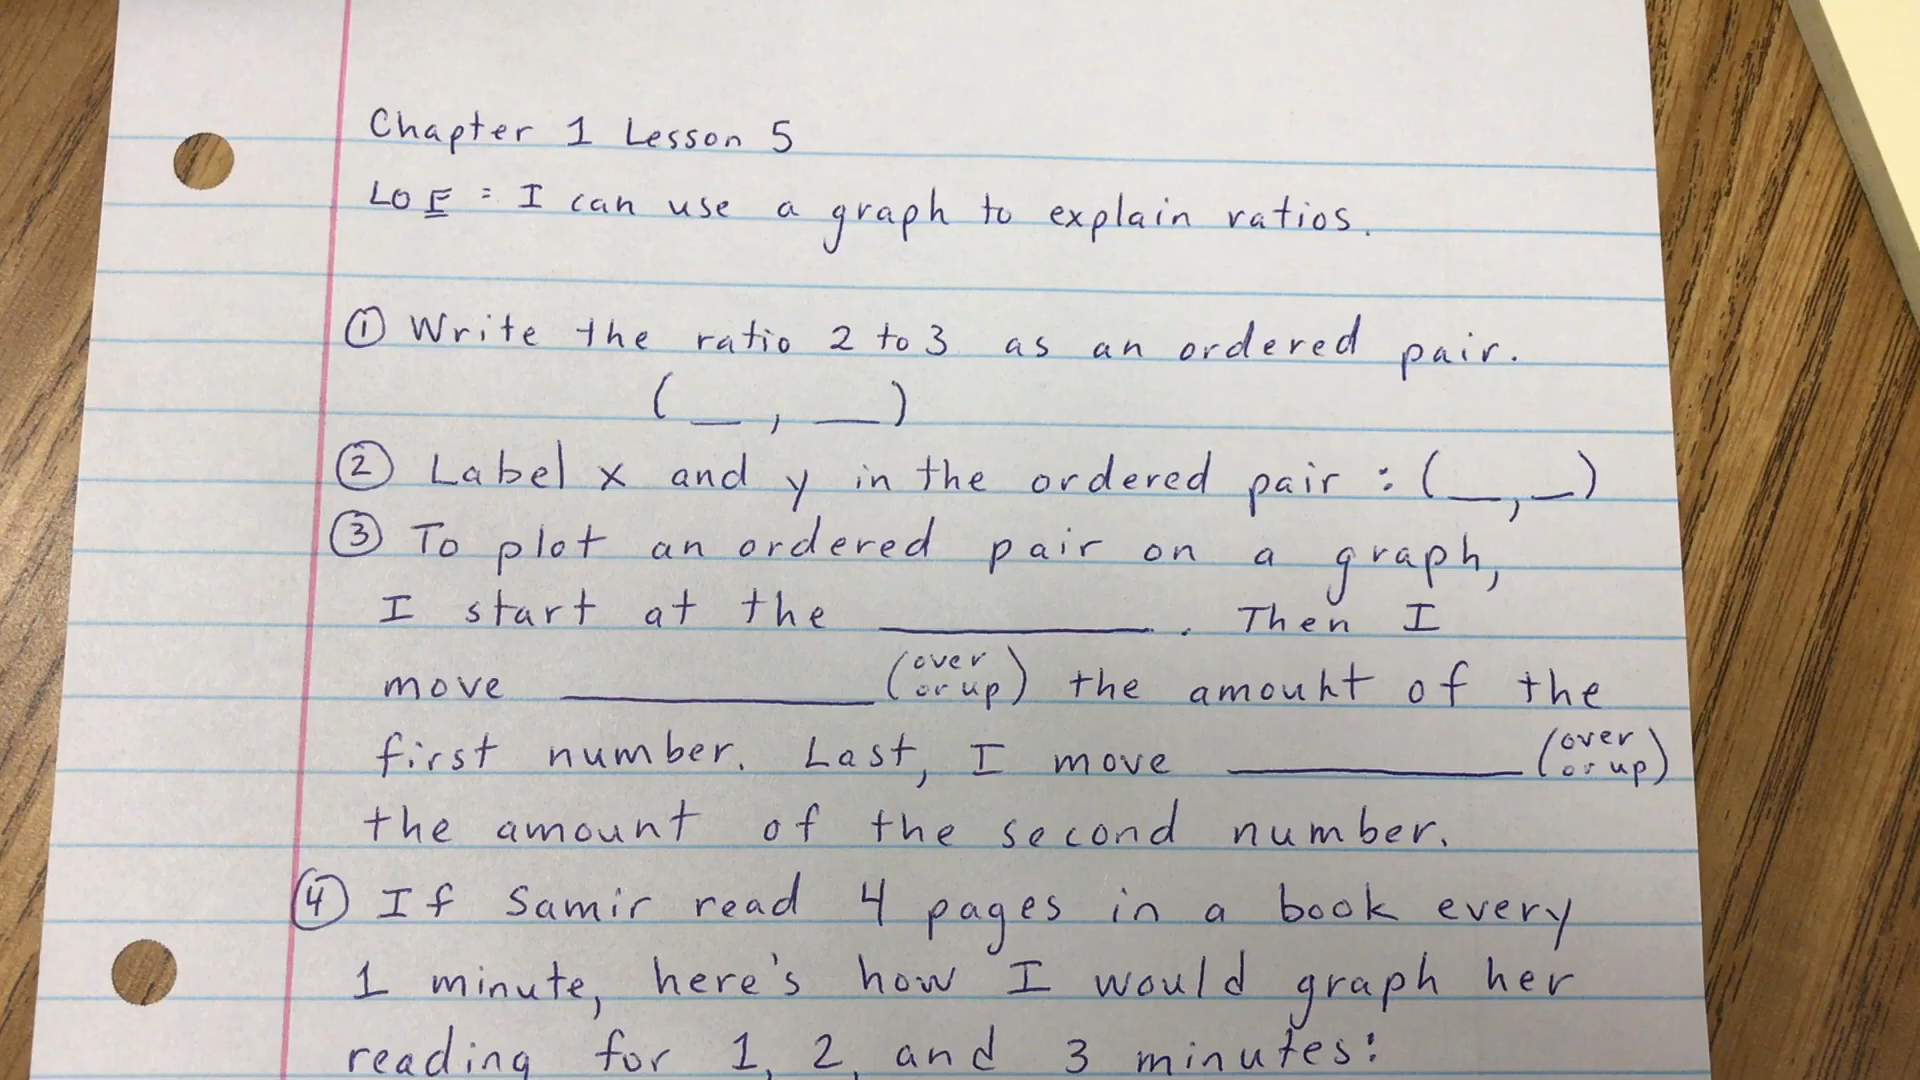 Chapter 1 Lesson 5
LOE = I can use a graph to explain ratios.
① Write the ratio 2 to 3 as an ordered pair.
( __ , __ )
② Label x and y in the ordered pair : ( __ , __ )
③ To plot an ordered pair on a graph,
I start at the ________. Then I
move ________ (over or up) the amount of the
first number. Last, I move ________ (over or up)
the amount of the second number.
④ If Samir read 4 pages in a book every
1 minute, here's how I would graph her
reading for 1, 2, and 3 minutes: